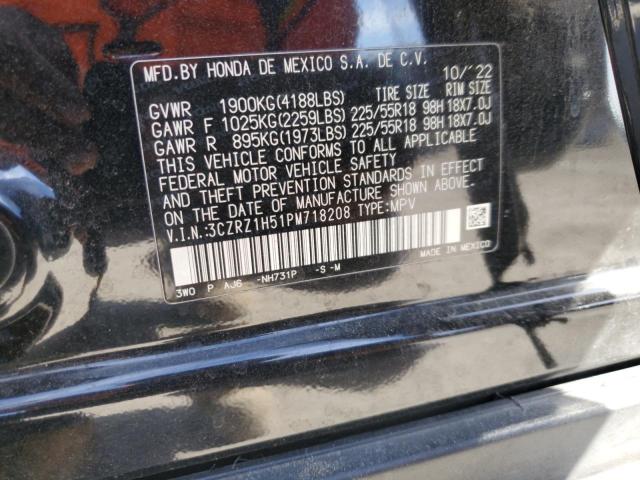 MFD.BY HONDA DE MEXICO S.A. DE C.V. 10/'22
TIRE SIZE RIM SIZE
GVWR 1900KG(4188LBS)
GAWR F 1025KG(2259LBS) 225/55R18 98H 18X7.0J
GAWR R 895KG(1973LBS) 225/55R18 98H 18X7.0J
THIS VEHICLE CONFORMS TO ALL APPLICABLE
FEDERAL MOTOR VEHICLE SAFETY
AND THEFT PREVENTION STANDARDS IN EFFECT
ON THE DATE OF MANUFACTURE SHOWN ABOVE.
V.I.N.:3CZRZ1H51PM718208 TYPE:MPV
3W0 P AJ6 -NH731P -S -M
MADE IN MEXICO